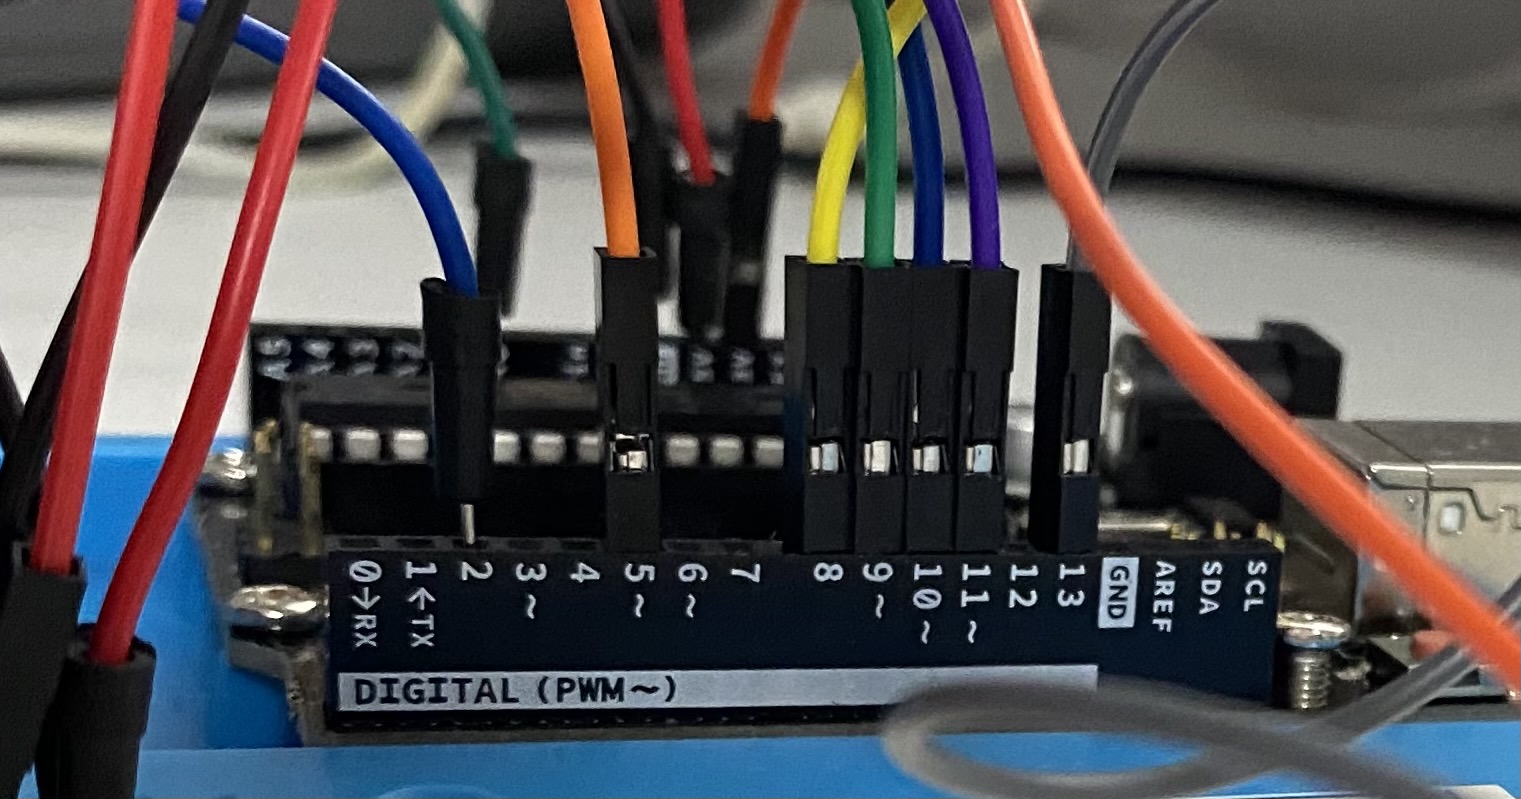 0→RX
1←TX
2
3~
4
5~
6~
7
8
9~
10~
11~
12
13
GND
AREF
SDA
SCL
DIGITAL (PWM~)